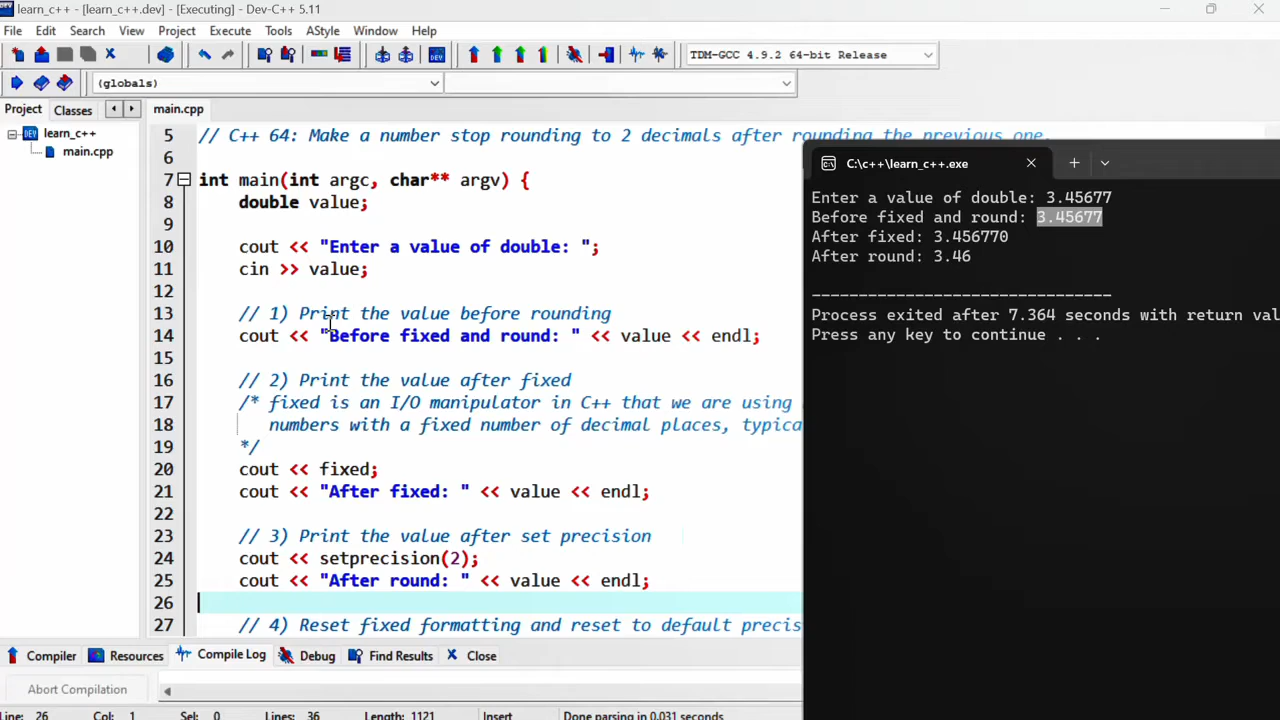 learn_c++ - [learn_c++.dev] - [Executing] - Dev-C++ 5.11
File Edit Search View Project Execute Tools AStyle Window Help
TDM-GCC 4.9.2 64-bit Release
(globals)
Project Classes main.cpp
learn_c++
main.cpp
5 // C++ 64: Make a number stop rounding to 2 decimals after rounding the previous one.
6
7 int main(int argc, char** argv) {
8 double value;
9
10 cout << "Enter a value of double: ";
11 cin >> value;
12
13 // 1) Print the value before rounding
14 cout << "Before fixed and round: " << value << endl;
15
16 // 2) Print the value after fixed
17 /* fixed is an I/O manipulator in C++ that we are using
18 numbers with a fixed number of decimal places, typica
19 */
20 cout << fixed;
21 cout << "After fixed: " << value << endl;
22
23 // 3) Print the value after set precision
24 cout << setprecision(2);
25 cout << "After round: " << value << endl;
26
27 // 4) Reset fixed formatting and reset to default precis
C:\c++\learn_c++.exe
Enter a value of double: 3.45677
Before fixed and round: 3.45677
After fixed: 3.456770
After round: 3.46
--------------------------------
Process exited after 7.364 seconds with return val
Press any key to continue . . .
Compiler Resources Compile Log Debug Find Results Close
Abort Compilation
Line: 26 Col: 1 Sel: 0 Lines: 36 Length: 1121 Insert Done parsing in 0.031 seconds